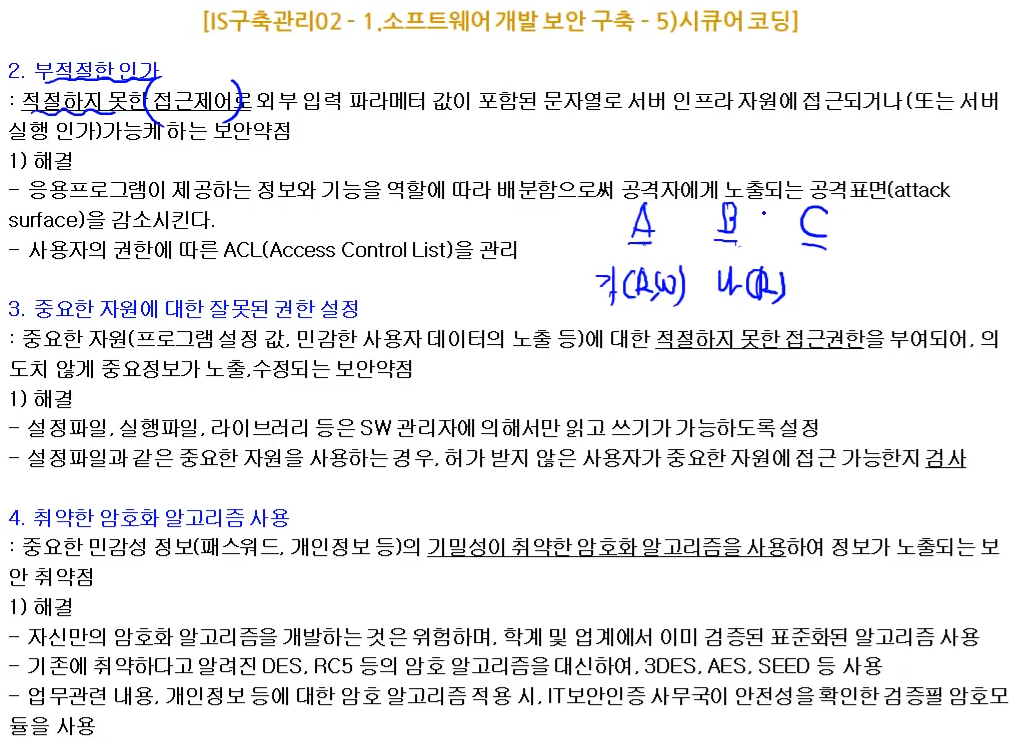 [IS구축관리02 - 1.소프트웨어 개발 보안 구축 - 5)시큐어 코딩]
2. 부적절한 인가
: 적절하지 못한 접근제어로 외부 입력 파라메터 값이 포함된 문자열로 서버 인프라 자원에 접근되거나(또는 서버
실행 인가)가능케 하는 보안약점
1) 해결
- 응용프로그램이 제공하는 정보와 기능을 역할에 따라 배분함으로써 공격자에게 노출되는 공격표면(attack
surface)을 감소시킨다.
A B C
- 사용자의 권한에 따른 ACL(Access Control List)을 관리
(R,W) 나(R)
3. 중요한 자원에 대한 잘못된 권한 설정
: 중요한 자원(프로그램 설정 값, 민감한 사용자 데이터의 노출 등)에 대한 적절하지 못한 접근권한을 부여되어, 의
도치 않게 중요정보가 노출,수정되는 보안약점
1) 해결
- 설정파일, 실행파일, 라이브러리 등은 SW 관리자에 의해서만 읽고 쓰기가 가능하도록 설정
- 설정파일과 같은 중요한 자원을 사용하는 경우, 허가 받지 않은 사용자가 중요한 자원에 접근 가능한지 검사
4. 취약한 암호화 알고리즘 사용
: 중요한 민감성 정보(패스워드, 개인정보 등)의 기밀성이 취약한 암호화 알고리즘을 사용하여 정보가 노출되는 보
안 취약점
1) 해결
- 자신만의 암호화 알고리즘을 개발하는 것은 위험하며, 학계 및 업계에서 이미 검증된 표준화된 알고리즘 사용
- 기존에 취약하다고 알려진 DES, RC5 등의 암호 알고리즘을 대신하여, 3DES, AES, SEED 등 사용
- 업무관련 내용, 개인정보 등에 대한 암호 알고리즘 적용 시, IT보안인증 사무국이 안전성을 확인한 검증필 암호모
듈을 사용